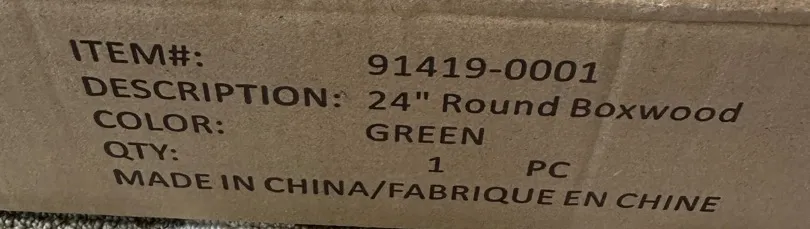 ITEM#: 91419-0001
DESCRIPTION: 24" Round Boxwood
COLOR: GREEN
QTY: 1 PC
MADE IN CHINA/FABRIQUE EN CHINE